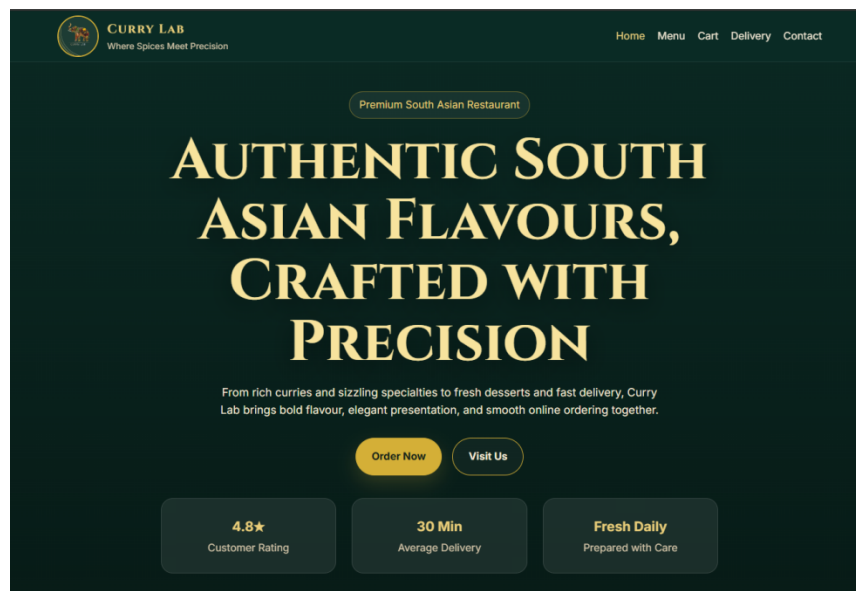 Curry Lab
Where Spices Meet Precision
Home Menu Cart Delivery Contact
Premium South Asian Restaurant
Authentic South
Asian Flavours,
Crafted with
Precision
From rich curries and sizzling specialties to fresh desserts and fast delivery, Curry
Lab brings bold flavour, elegant presentation, and smooth online ordering together.
Order Now Visit Us
4.8★ 30 Min Fresh Daily
Customer Rating Average Delivery Prepared with Care